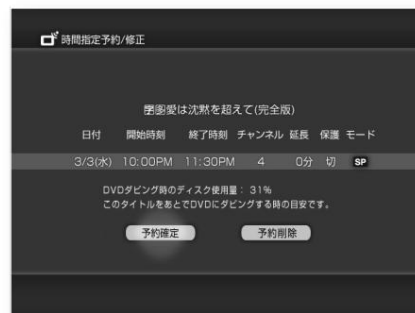 時間指定予約/修正
愛は沈黙を超えて(完全版)
日付 開始時刻 終了時刻 チャンネル 延長 保護 モード
3/3(水) 10:00PM 11:30PM 4 0分 切 SP
DVDダビング時のディスク使用量: 31%
このタイトルをあとでDVDにダビングする時の目安です。
予約確定 予約削除